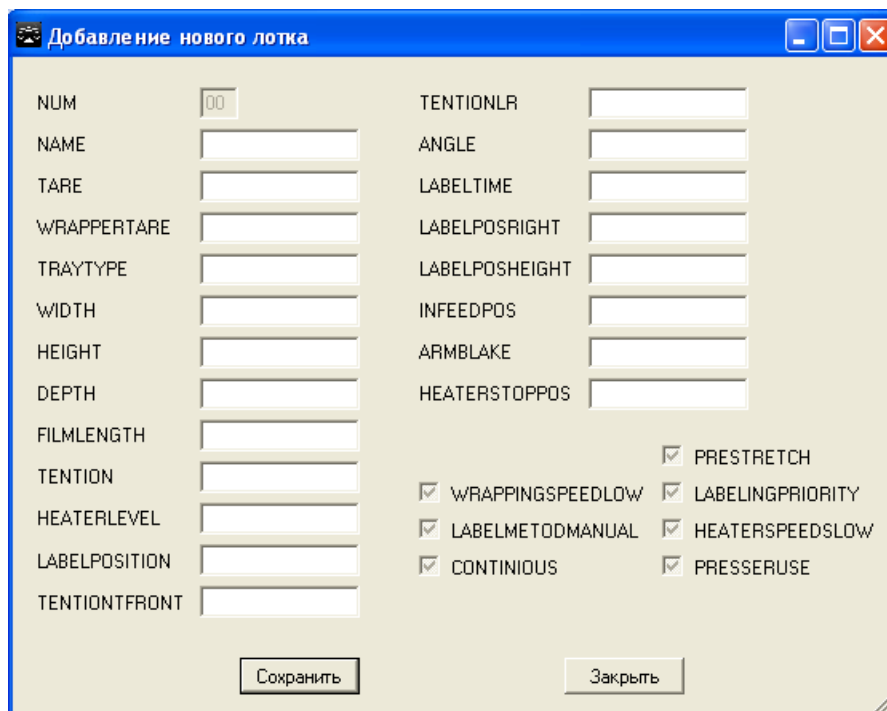 Добавление нового лотка
NUM 00
NAME
TARE
WRAPPERTARE
TRAYTYPE
WIDTH
HEIGHT
DEPTH
FILMLENGTH
TENTION
HEATERLEVEL
LABELPOSITION
TENTIONTFRONT
TENTIONLR
ANGLE
LABELTIME
LABELPOSRIGHT
LABELPOSHEIGHT
INFEEDPOS
ARMBLAKE
HEATERSTOPPOS
PRESTRETCH
WRAPPINGSPEEDLOW LABELINGPRIORITY
LABELMETODMANUAL HEATERSPEEDSLOW
CONTINIOUS PRESSERUSE
Сохранить Закрыть